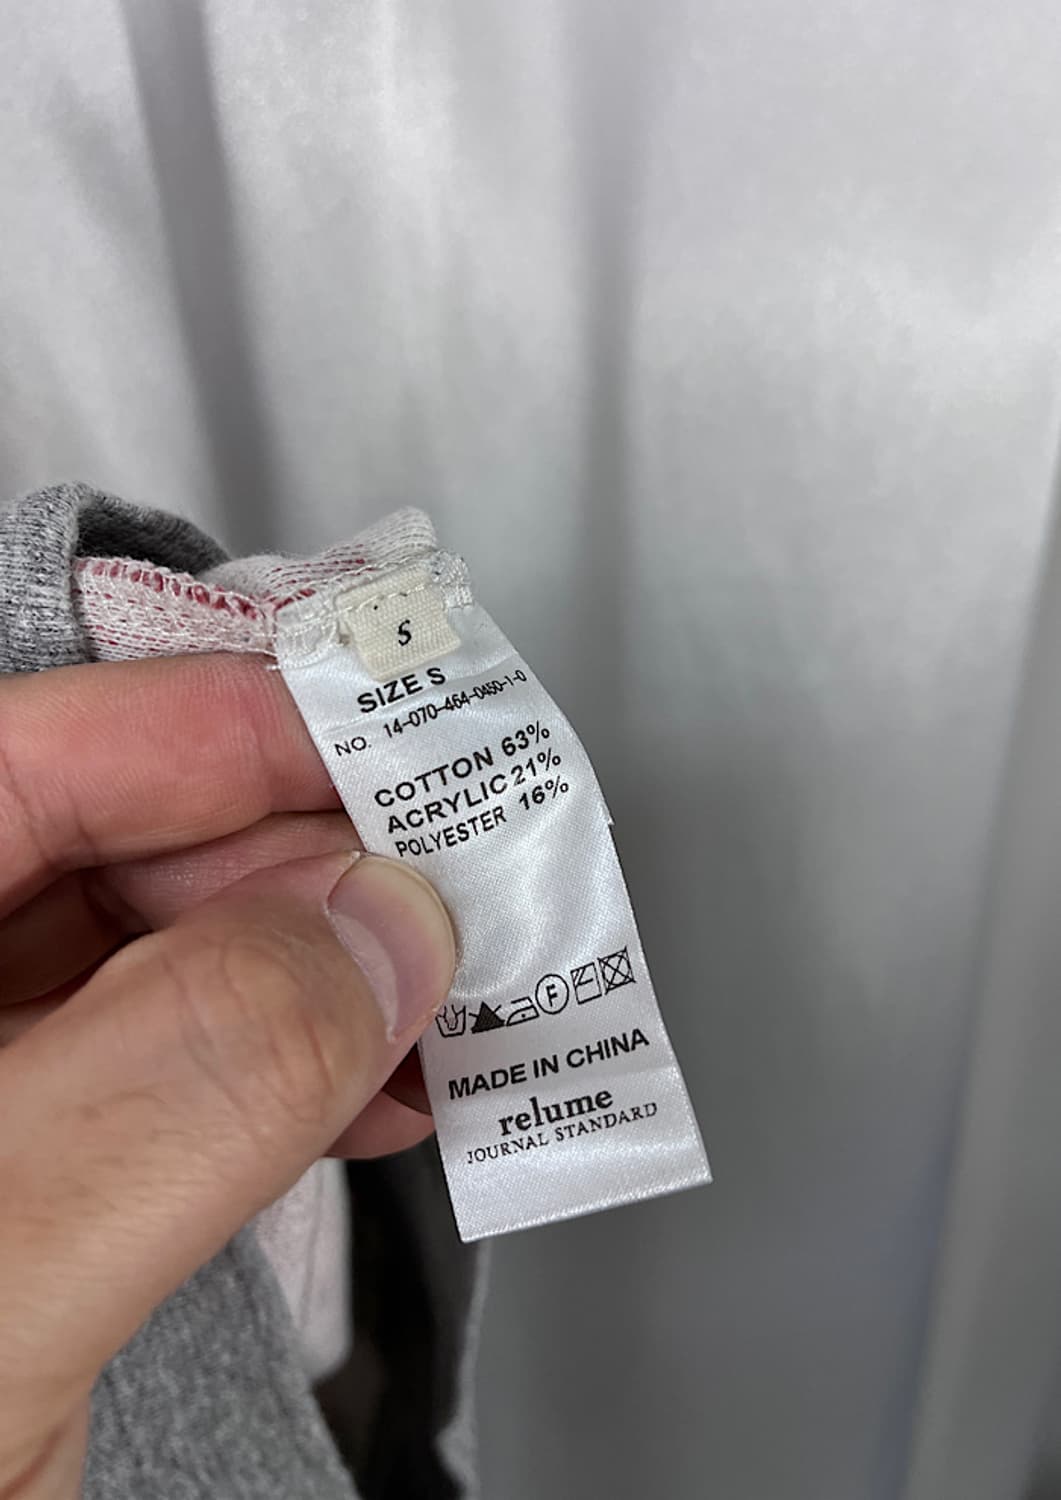 S
SIZE S
NO. 14-070-464-0450-1-0
COTTON 63%
ACRYLIC 21%
POLYESTER 16%
F
MADE IN CHINA
relume
JOURNAL STANDARD